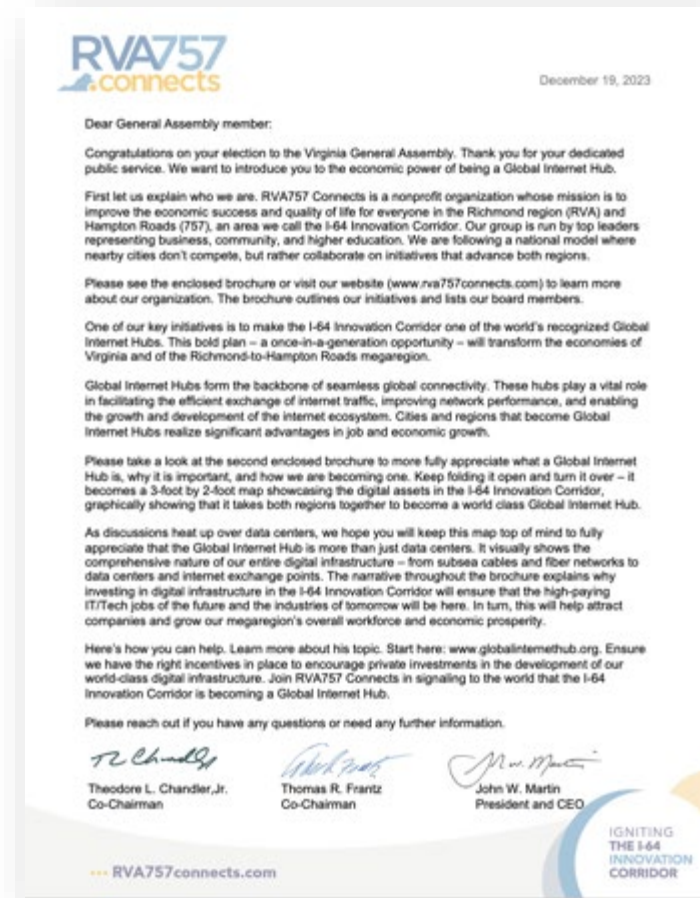 RVA757
connects
December 19, 2023
Dear General Assembly member:
Congratulations on your election to the Virginia General Assembly. Thank you for your dedicated
public service. We want to introduce you to the economic power of being a Global Internet Hub.
First let us explain who we are. RVA757 Connects is a nonprofit organization whose mission is to
improve the economic success and quality of life for everyone in the Richmond region (RVA) and
Hampton Roads (757), an area we call the I-64 Innovation Corridor. Our group is run by top leaders
representing business, community, and higher education. We are following a national model where
nearby cities don't compete, but rather collaborate on initiatives that advance both regions.
Please see the enclosed brochure or visit our website (www.rva757connects.com) to learn more
about our organization. The brochure outlines our initiatives and lists our board members.
One of our key initiatives is to make the I-64 Innovation Corridor one of the world's recognized Global
Internet Hubs. This bold plan – a once-in-a-generation opportunity – will transform the economies of
Virginia and of the Richmond-to-Hampton Roads megaregion.
Global Internet Hubs form the backbone of seamless global connectivity. These hubs play a vital role
in facilitating the efficient exchange of internet traffic, improving network performance, and enabling
the growth and development of the internet ecosystem. Cities and regions that become Global
Internet Hubs realize significant advantages in job and economic growth.
Please take a look at the second enclosed brochure to more fully appreciate what a Global Internet
Hub is, why it is important, and how we are becoming one. Keep folding it open and turn it over – it
becomes a 3-foot by 2-foot map showcasing the digital assets in the I-64 Innovation Corridor,
graphically showing that it takes both regions together to become a world class Global Internet Hub.
As discussions heat up over data centers, we hope you will keep this map top of mind to fully
appreciate that the Global Internet Hub is more than just data centers. It visually shows the
comprehensive nature of our entire digital infrastructure – from subsea cables and fiber networks to
data centers and internet exchange points. The narrative throughout the brochure explains why
investing in digital infrastructure in the I-64 Innovation Corridor will ensure that the high-paying
IT/Tech jobs of the future and the industries of tomorrow will be here. In turn, this will help attract
companies and grow our megaregion's overall workforce and economic prosperity.
Here's how you can help. Learn more about his topic. Start here: www.globalinternethub.org. Ensure
we have the right incentives in place to encourage private investments in the development of our
world-class digital infrastructure. Join RVA757 Connects in signaling to the world that the I-64
Innovation Corridor is becoming a Global Internet Hub.
Please reach out if you have any questions or need any further information.
Theodore L. Chandler,Jr. Thomas R. Frantz John W. Martin
Co-Chairman Co-Chairman President and CEO
IGNITING
THE I-64
INNOVATION
CORRIDOR
RVA757connects.com